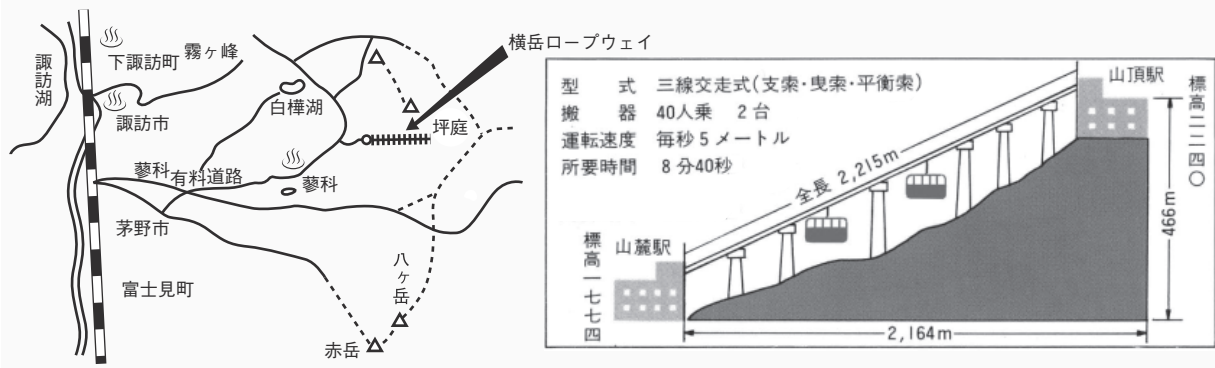 諏訪湖
下諏訪町
霧ヶ峰
諏訪市
白樺湖
横岳ロープウェイ
坪庭
蓼科
有料道路
蓼科
茅野市
富士見町
八ヶ岳
赤岳
型　式　三線交走式(支索・曳索・平衡索)
搬　器　40人乗　2台
運転速度　毎秒5メートル
所要時間　8分40秒
山頂駅
標高二二四〇
全長 2,215m
466m
山麓駅
標高一七七四
2,164m